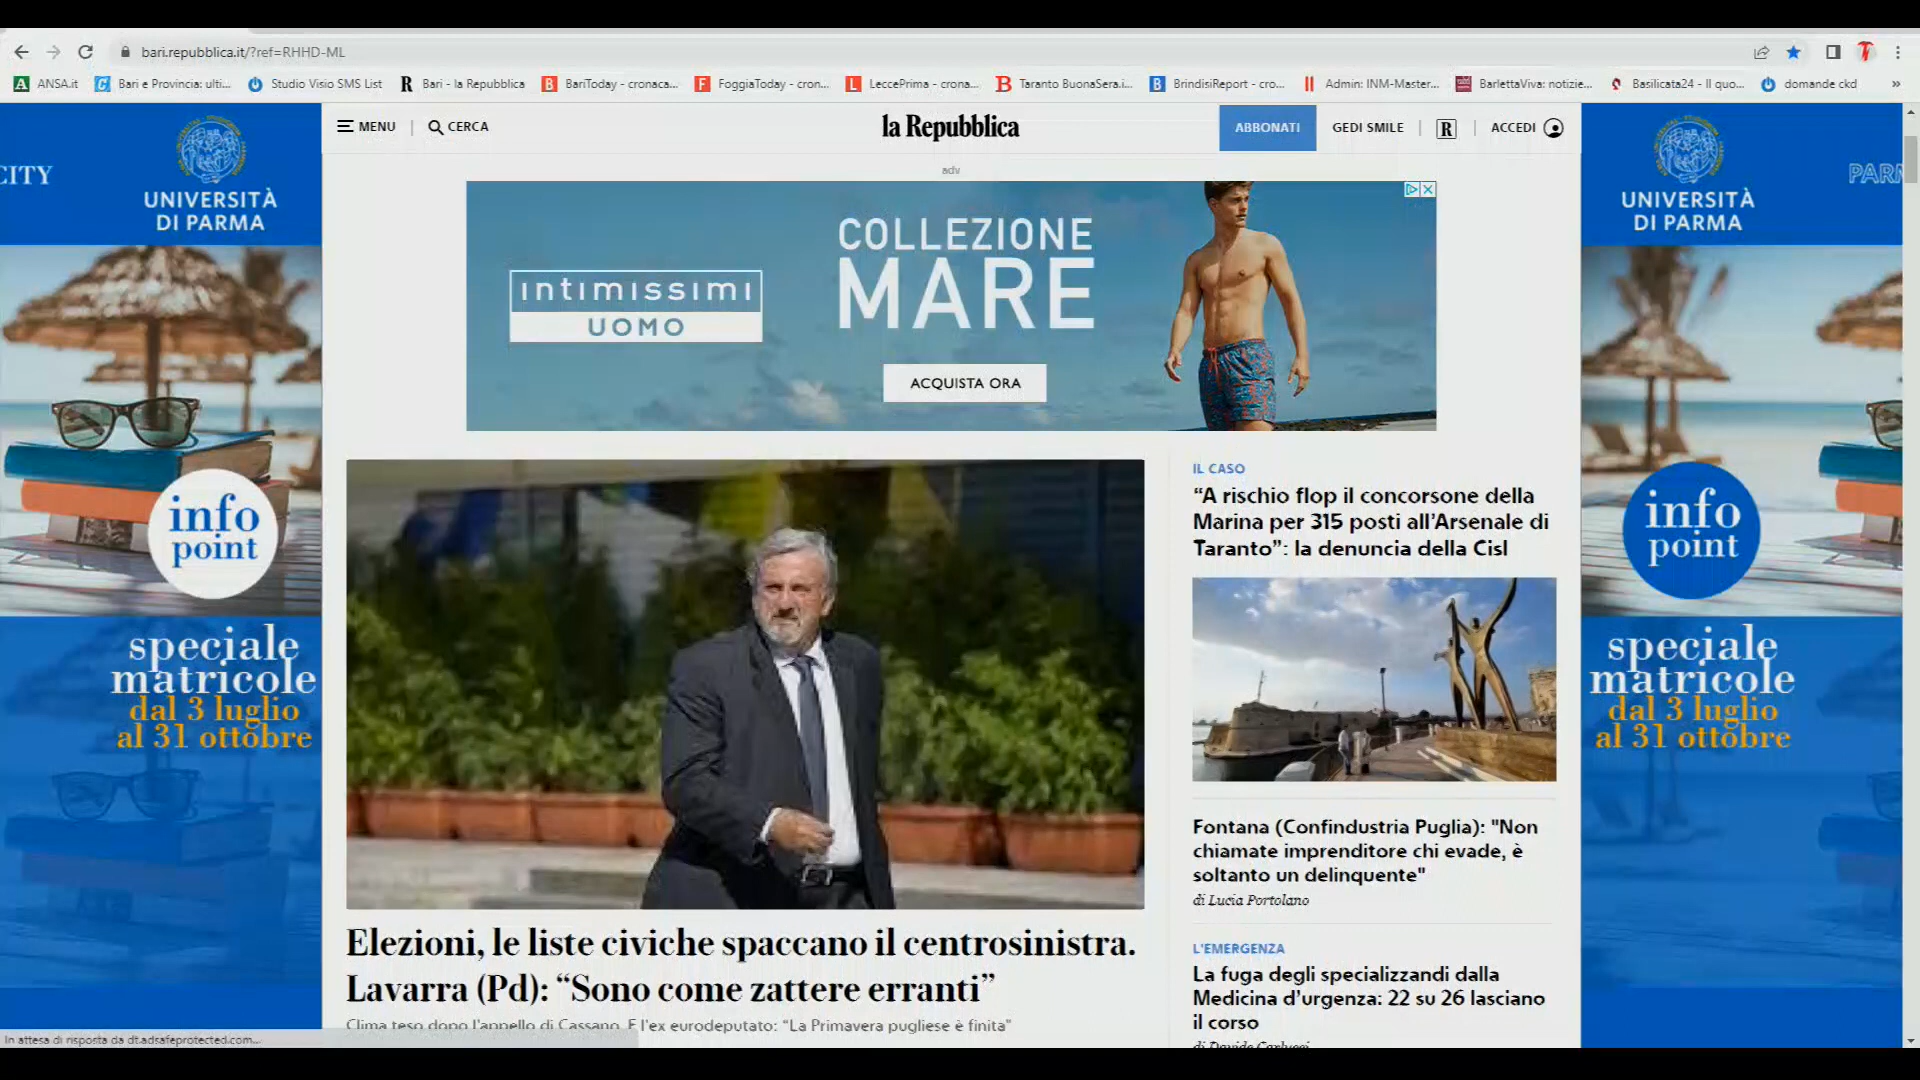 bari.repubblica.it/?ref=RHHD-ML
ANSA.it
Bari e Provincia: ulti...
Studio Visio SMS List
Bari - la Repubblica
BariToday - cronaca...
FoggiaToday - cron...
LeccePrima - crona...
Taranto BuonaSera.i...
BrindisiReport - cro...
Admin: INM-Master...
BarlettaViva: notizie...
Basilicata24 - Il quo...
domande ckd
MENU
CERCA
la Repubblica
ABBONATI
GEDI SMILE
R
ACCEDI
CITY
UNIVERSITÀ
DI PARMA
info
point
speciale
matricole
dal 3 luglio
al 31 ottobre
adv
intimissimi
UOMO
COLLEZIONE
MARE
ACQUISTA ORA
Elezioni, le liste civiche spaccano il centrosinistra.
Lavarra (Pd): “Sono come zattere erranti”
Clima teso dopo l'appello di Cassano. E l'ex eurodeputato: “La Primavera pugliese è finita”
IL CASO
“A rischio flop il concorsone della
Marina per 315 posti all’Arsenale di
Taranto”: la denuncia della Cisl
Fontana (Confindustria Puglia): "Non
chiamate imprenditore chi evade, è
soltanto un delinquente"
di Lucia Portolano
L'EMERGENZA
La fuga degli specializzandi dalla
Medicina d’urgenza: 22 su 26 lasciano
il corso
di Davide Carlucci
UNIVERSITÀ
DI PARMA
PARM
info
point
speciale
matricole
dal 3 luglio
al 31 ottobre
In attesa di risposta da dt.adsafeprotected.com...